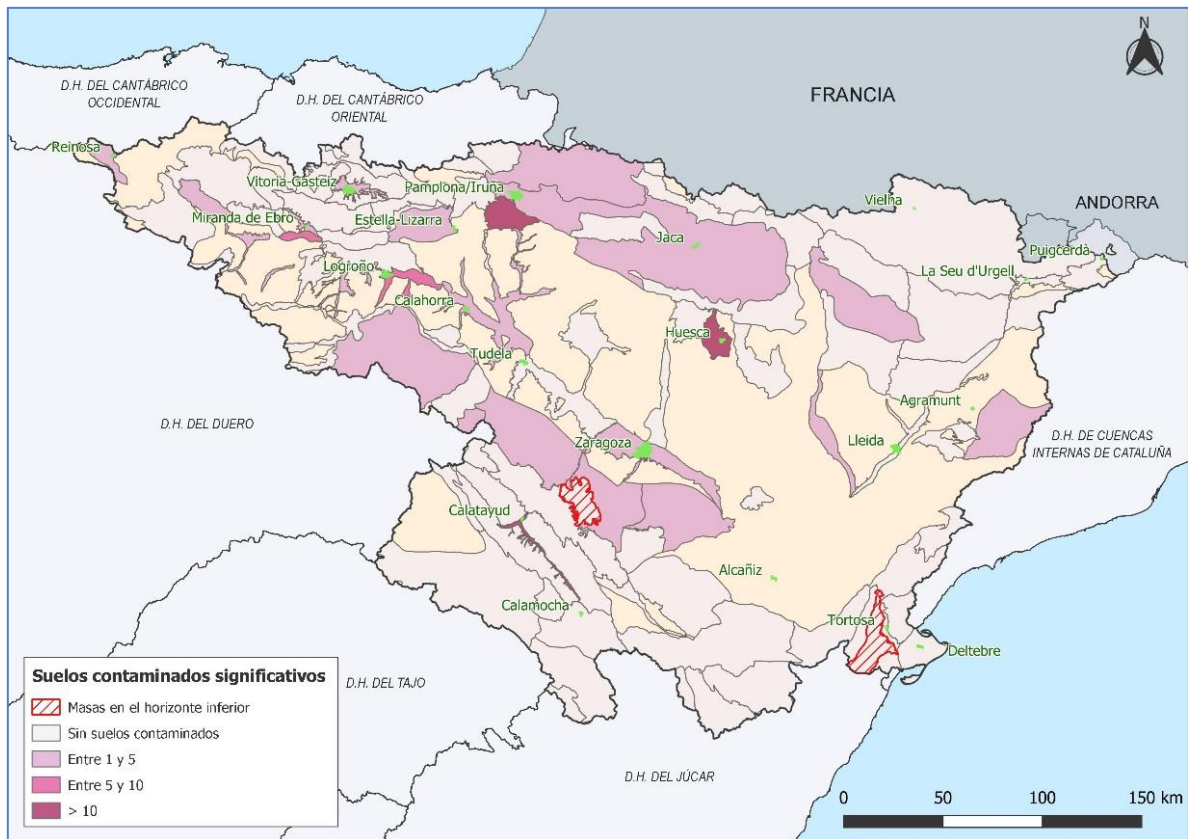 D.H. DEL CANTÁBRICO
OCCIDENTAL
D.H. DEL CANTÁBRICO
ORIENTAL
FRANCIA
N
Reinosa
Vitoria-Gasteiz
Pamplona/Iruña
Vielha
ANDORRA
Miranda de Ebro
Estella-Lizarra
Jaca
Puigcerdà
Logroño
La Seu d'Urgell
Calahorra
Huesca
Tudela
Agramunt
D.H. DEL DUERO
Zaragoza
Lleida
D.H. DE CUENCAS
INTERNAS DE CATALUÑA
Calatayud
Alcañiz
Calamocha
Tortosa
Deltebre
D.H. DEL TAJO
D.H. DEL JÚCAR
Suelos contaminados significativos
Masas en el horizonte inferior
Sin suelos contaminados
Entre 1 y 5
Entre 5 y 10
> 10
0 50 100 150 km